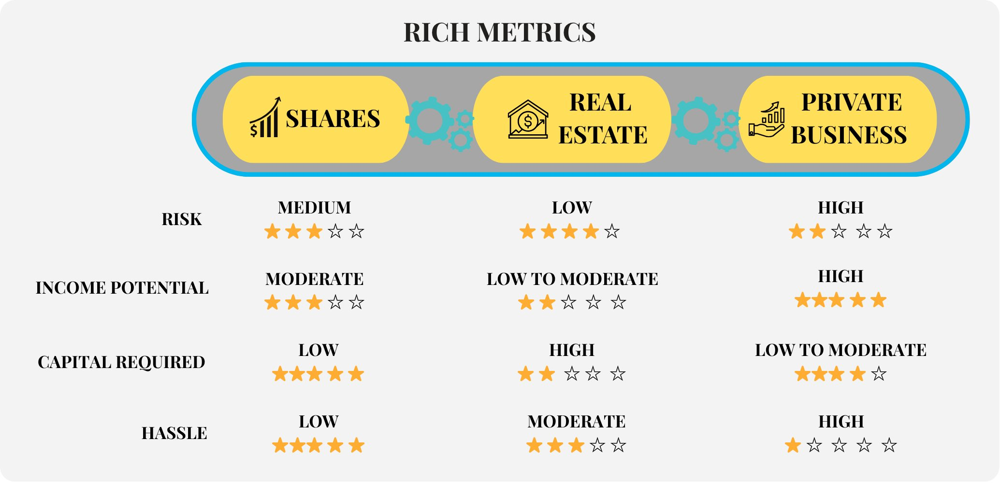 RICH METRICS
SHARES
REAL
ESTATE
PRIVATE
BUSINESS
RISK
MEDIUM
LOW
HIGH
INCOME POTENTIAL
MODERATE
LOW TO MODERATE
HIGH
CAPITAL REQUIRED
LOW
HIGH
LOW TO MODERATE
HASSLE
LOW
MODERATE
HIGH